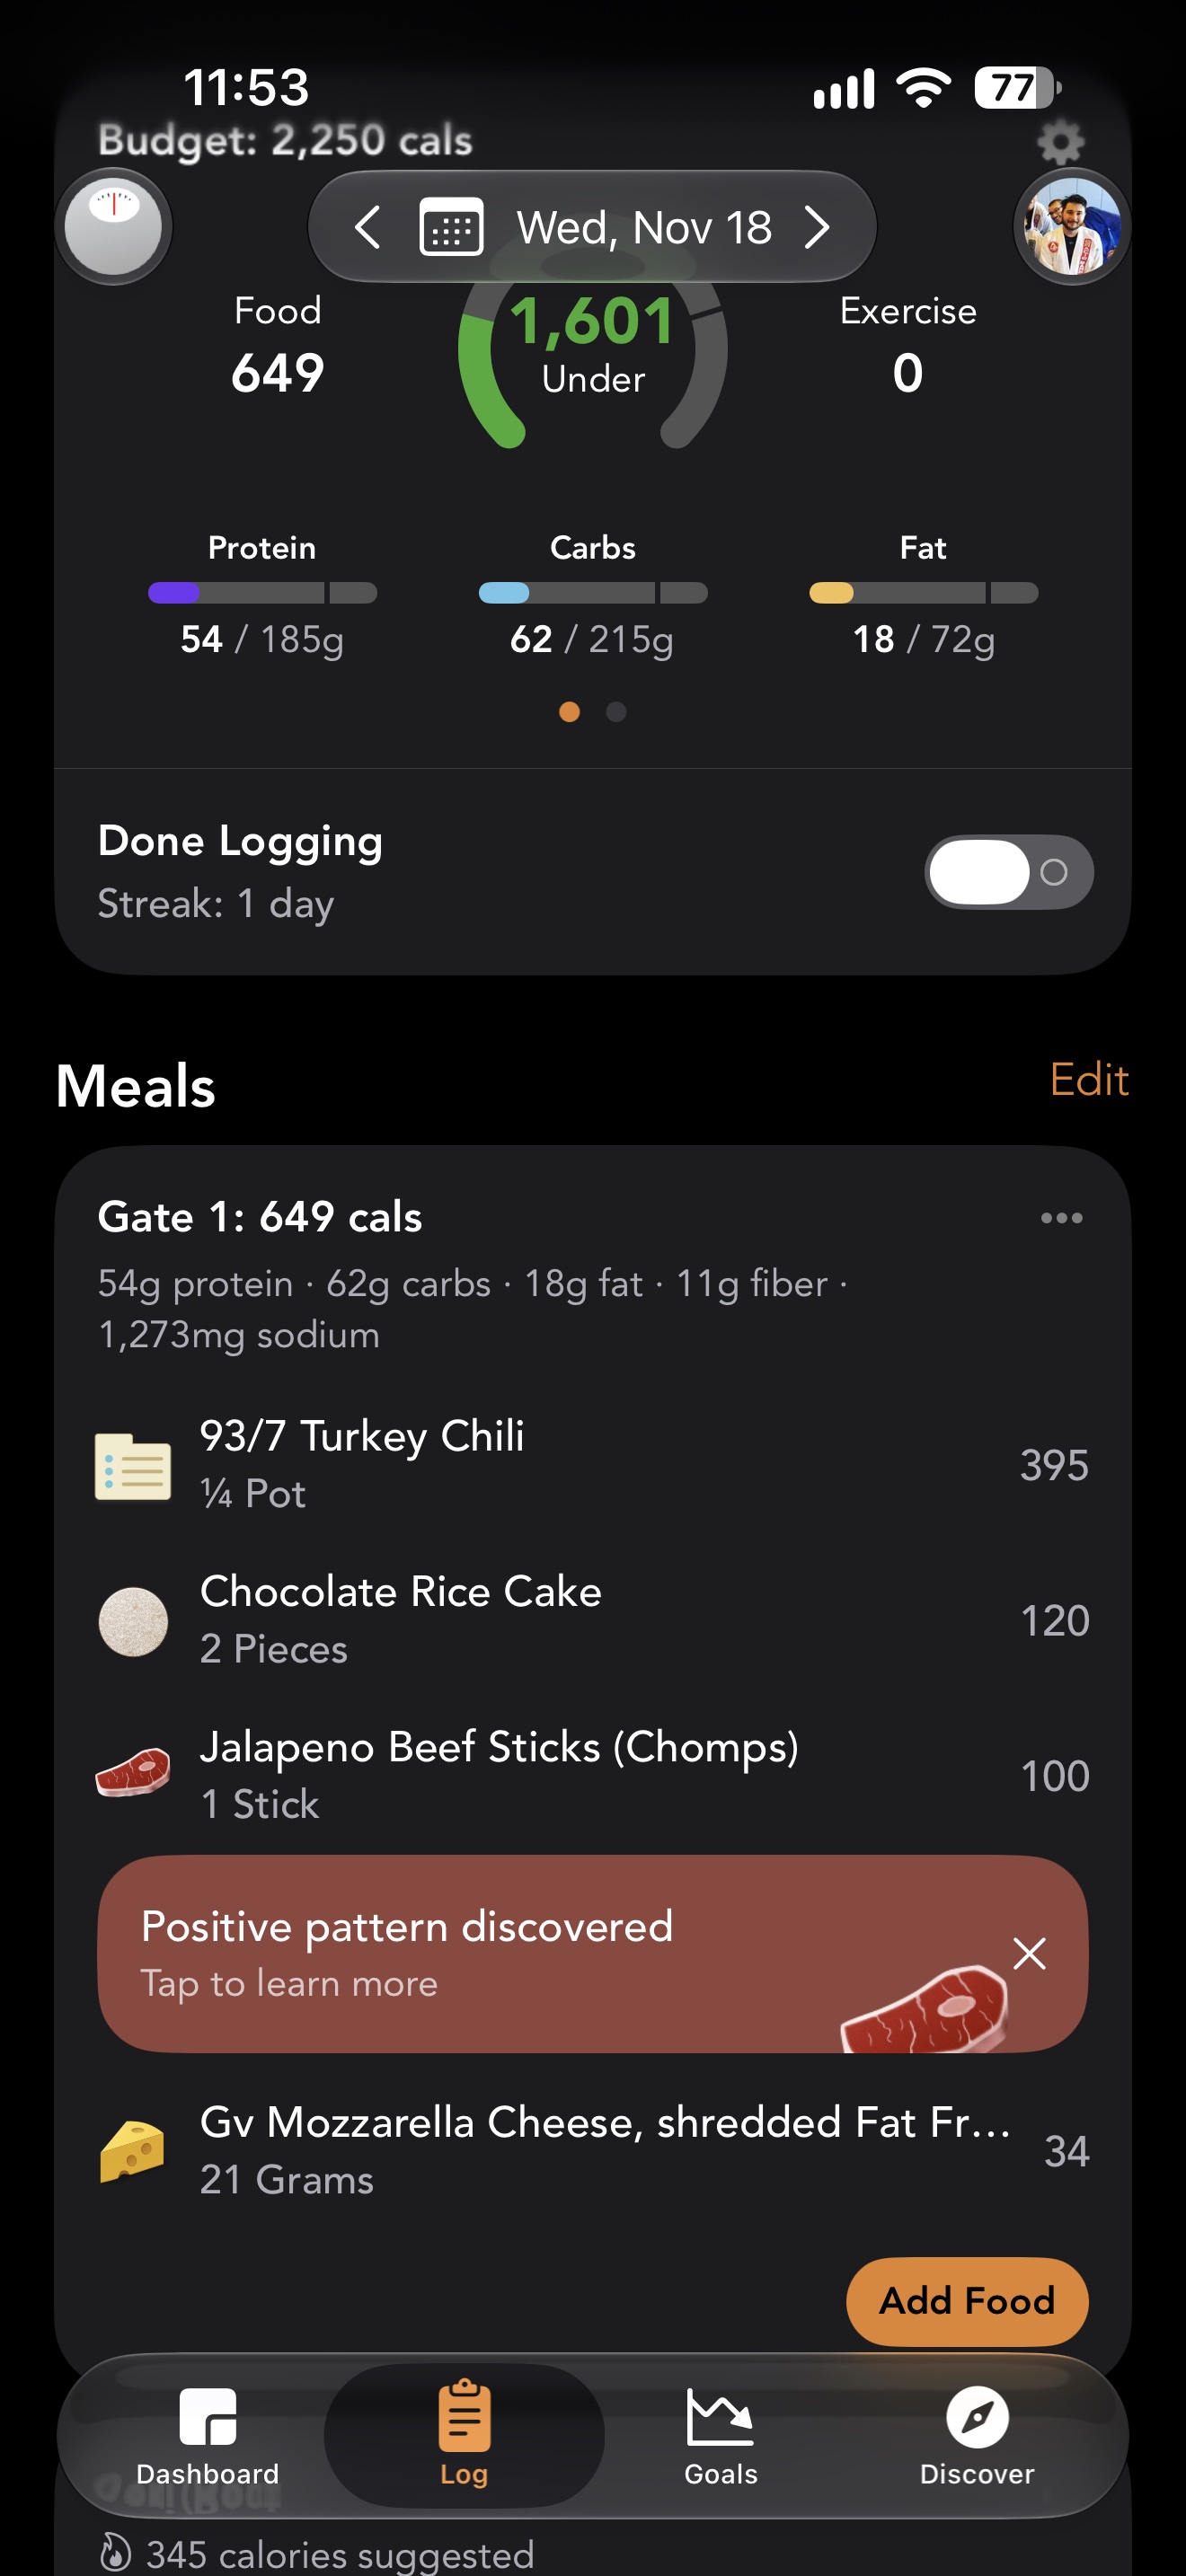 11:53
77
Budget: 2,250 cals
Wed, Nov 18
Food
649
1,601
Under
Exercise
0
Protein
54 / 185g
Carbs
62 / 215g
Fat
18 / 72g
Done Logging
Streak: 1 day
Meals
Edit
Gate 1: 649 cals
54g protein · 62g carbs · 18g fat · 11g fiber ·
1,273mg sodium
93/7 Turkey Chili
¼ Pot
395
Chocolate Rice Cake
2 Pieces
120
Jalapeno Beef Sticks (Chomps)
1 Stick
100
Positive pattern discovered
Tap to learn more
Gv Mozzarella Cheese, shredded Fat Fr...
21 Grams
34
Add Food
Dashboard
Log
Goals
Discover
345 calories suggested